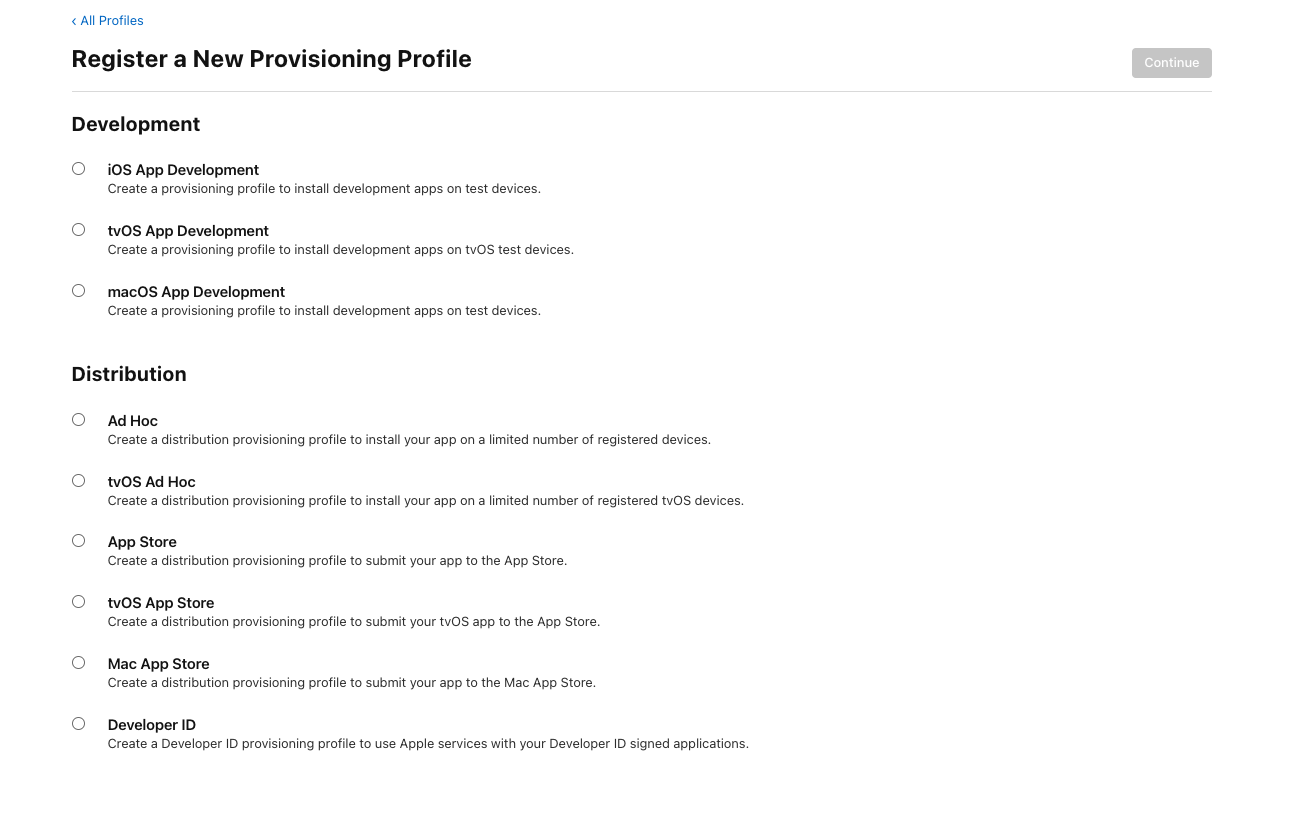 ‹ All Profiles
Register a New Provisioning Profile
Continue
Development
iOS App Development
Create a provisioning profile to install development apps on test devices.
tvOS App Development
Create a provisioning profile to install development apps on tvOS test devices.
macOS App Development
Create a provisioning profile to install development apps on test devices.
Distribution
Ad Hoc
Create a distribution provisioning profile to install your app on a limited number of registered devices.
tvOS Ad Hoc
Create a distribution provisioning profile to install your app on a limited number of registered tvOS devices.
App Store
Create a distribution provisioning profile to submit your app to the App Store.
tvOS App Store
Create a distribution provisioning profile to submit your tvOS app to the App Store.
Mac App Store
Create a distribution provisioning profile to submit your app to the Mac App Store.
Developer ID
Create a Developer ID provisioning profile to use Apple services with your Developer ID signed applications.